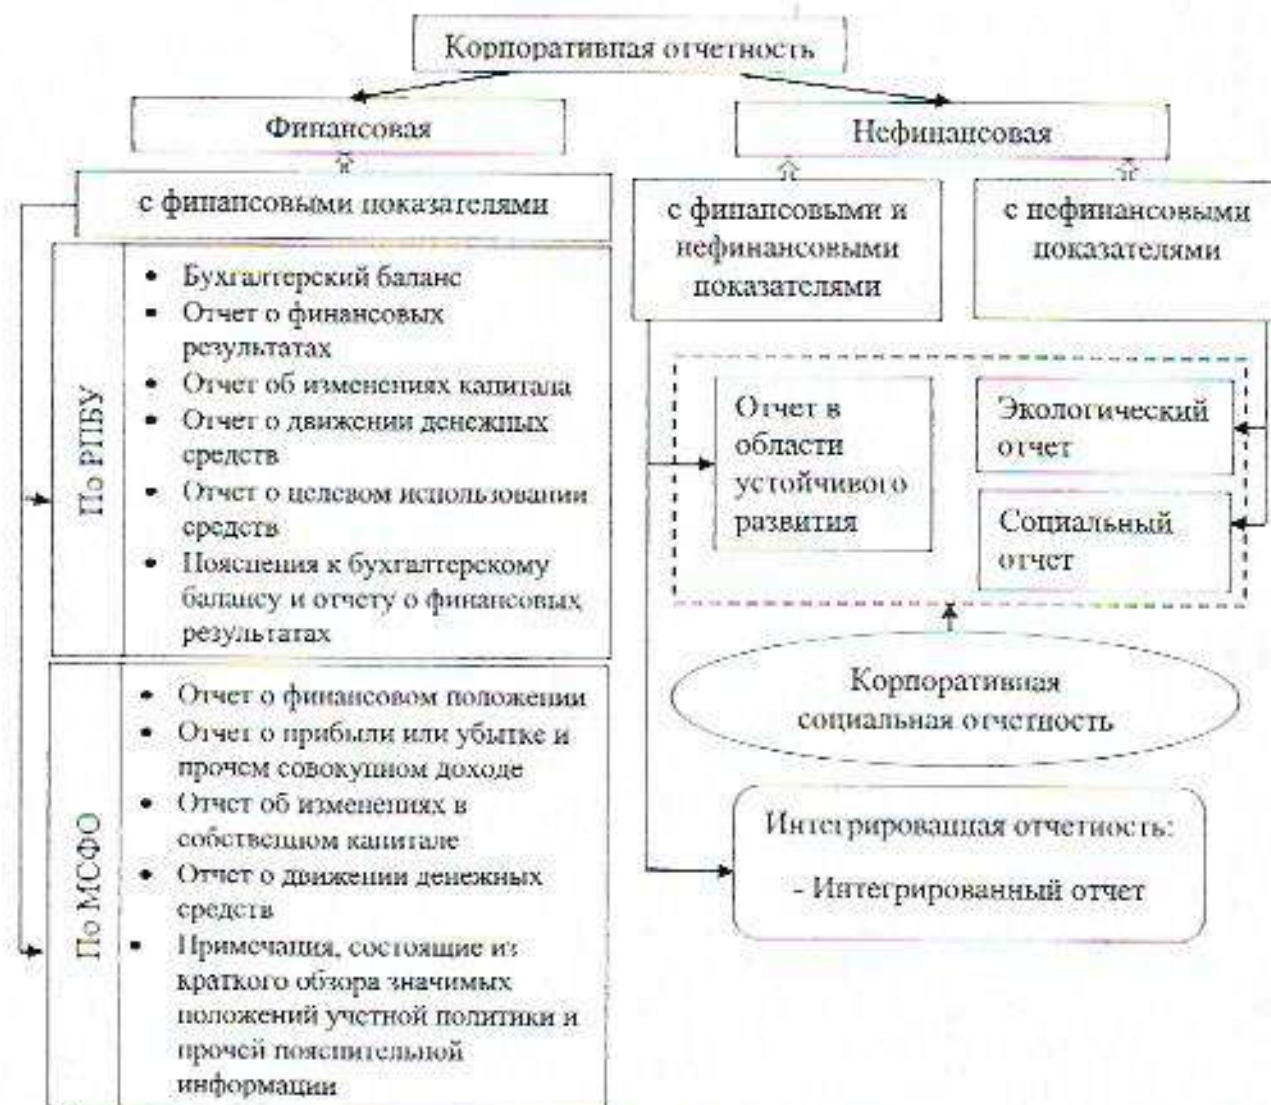 Корпоративная отчетность
Финансовая
Нефинансовая
с финансовыми показателями
с финансовыми и
нефинансовыми
показателями
с нефинансовыми
показателями
По РПБУ
• Бухгалтерский баланс
• Отчет о финансовых
результатах
• Отчет об изменениях капитала
• Отчет о движении денежных
средств
• Отчет о целевом использовании
средств
• Пояснения к бухгалтерскому
балансу и отчету о финансовых
результатах
По МСФО
• Отчет о финансовом положении
• Отчет о прибыли или убытке и
прочем совокупном доходе
• Отчет об изменениях в
собственном капитале
• Отчет о движении денежных
средств
• Примечания, состоящие из
краткого обзора значимых
положений учетной политики и
прочей пояснительной
информации
Отчет в
области
устойчивого
развития
Экологический
отчет
Социальный
отчет
Корпоративная
социальная отчетность
Интегрированная отчетность:
- Интегрированный отчет